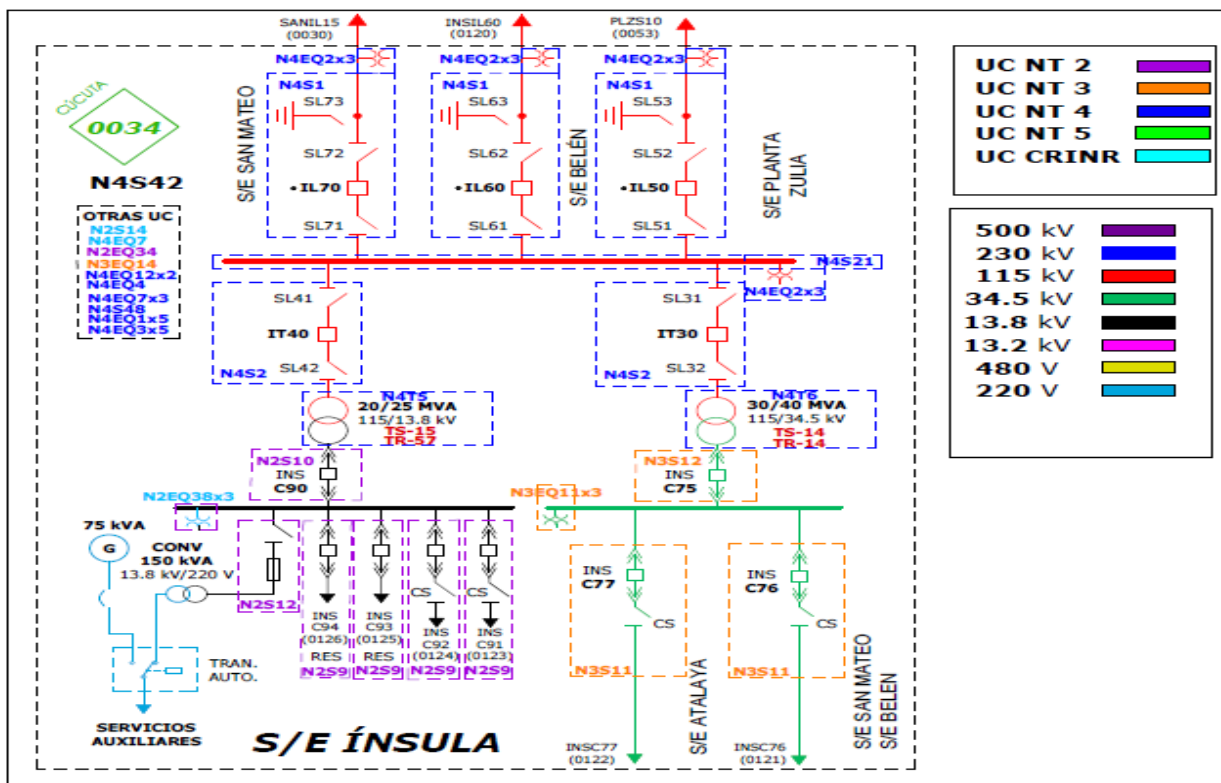 SANIL15
(0030)
INSIL60
(0120)
PLZS10
(0053)
N4EQ2x3
N4EQ2x3
N4EQ2x3
N4S1
N4S1
N4S1
SL73
SL63
SL53
CÚCUTA
0034
N4S42
S/E SAN MATEO
S/E BELÉN
S/E PLANTA
ZULIA
SL72
SL62
SL52
•IL70
•IL60
•IL50
SL71
SL61
SL51
OTRAS UC
N2S14
N4EQ7
N2EQ34
N3EQ14
N4EQ12x2
N4EQ4
N4EQ7x3
N4S48
N4EQ1x5
N4EQ3x5
N4S21
N4EQ2x3
SL41
SL31
IT40
IT30
SL42
SL32
N4S2
N4S2
N4T5
20/25 MVA
115/13.8 kV
TS-15
TR-57
N4T6
30/40 MVA
115/34.5 kV
TS-14
TR-14
N2S10
INS
C90
N3S12
INS
C75
N2EQ38x3
N3EQ11x3
75 kVA
G
CONV
150 kVA
13.8 kV/220 V
N2S12
CS
CS
INS
C94
(0126)
RES
N2S9
INS
C93
(0125)
RES
N2S9
INS
C92
(0124)
N2S9
INS
C91
(0123)
N2S9
INS
C77
CS
N3S11
INS
C76
CS
N3S11
TRAN.
AUTO.
SERVICIOS
AUXILIARES
S/E ÍNSULA
S/E ATALAYA
S/E SAN MATEO
S/E BELEN
INSC77
(0122)
INSC76
(0121)
UC NT 2
UC NT 3
UC NT 4
UC NT 5
UC CRINR
500 kV
230 kV
115 kV
34.5 kV
13.8 kV
13.2 kV
480 V
220 V